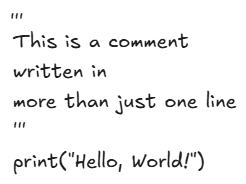 '''
This is a comment
written in
more than just one line
'''
print("Hello, World!")